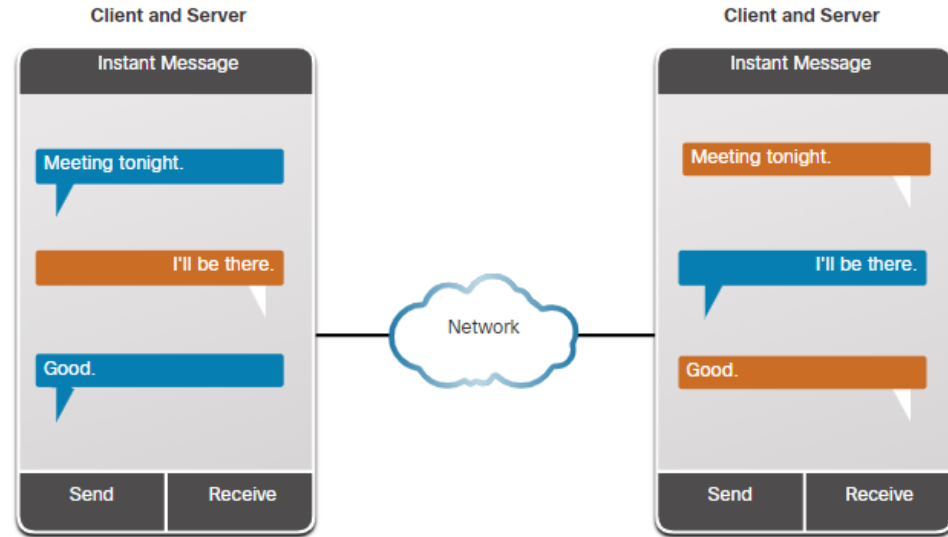 Client and Server
Instant Message
Meeting tonight.
I'll be there.
Good.
Send
Receive
Network
Client and Server
Instant Message
Meeting tonight.
I'll be there.
Good.
Send
Receive